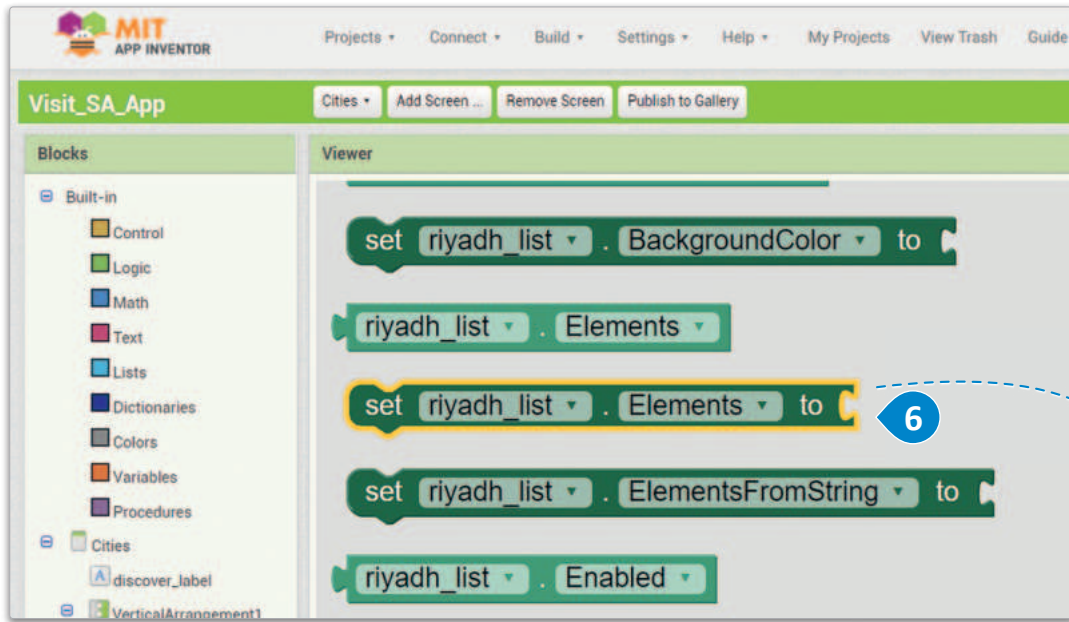 MIT
APP INVENTOR
Projects Connect Build Settings Help My Projects View Trash Guide
Visit_SA_App
Cities Add Screen ... Remove Screen Publish to Gallery
Blocks
Viewer
Built-in
Control
Logic
Math
Text
Lists
Dictionaries
Colors
Variables
Procedures
Cities
discover_label
VerticalArrangement1
set riyadh_list . BackgroundColor to
riyadh_list . Elements
set riyadh_list . Elements to
6
set riyadh_list . ElementsFromString to
riyadh_list . Enabled